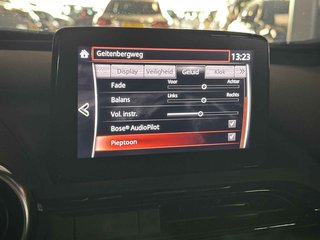 Geitenbergweg 13:23
Display Veiligheid Geluid Klok
Fade Voor Achter
Balans Links Rechts
Vol. instr.
Bose® AudioPilot
Pieptoon